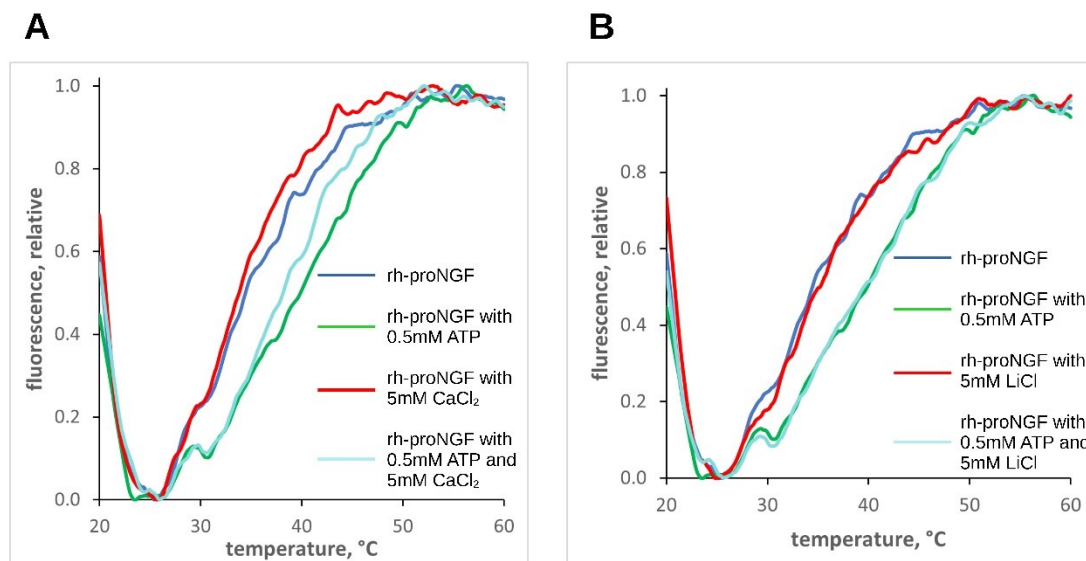 A
fluorescence, relative
1.0
0.8
0.6
0.4
0.2
0.0
20
30
40
50
60
temperature, °C
rh-proNGF
rh-proNGF with
0.5mM ATP
rh-proNGF with
5mM CaCl₂
rh-proNGF with
0.5mM ATP and
5mM CaCl₂
B
flurescence, relative
1.0
0.8
0.6
0.4
0.2
0.0
20
30
40
50
60
temperature, °C
rh-proNGF
rh-proNGF with
0.5mM ATP
rh-proNGF with
5mM LiCl
rh-proNGF with
0.5mM ATP and
5mM LiCl